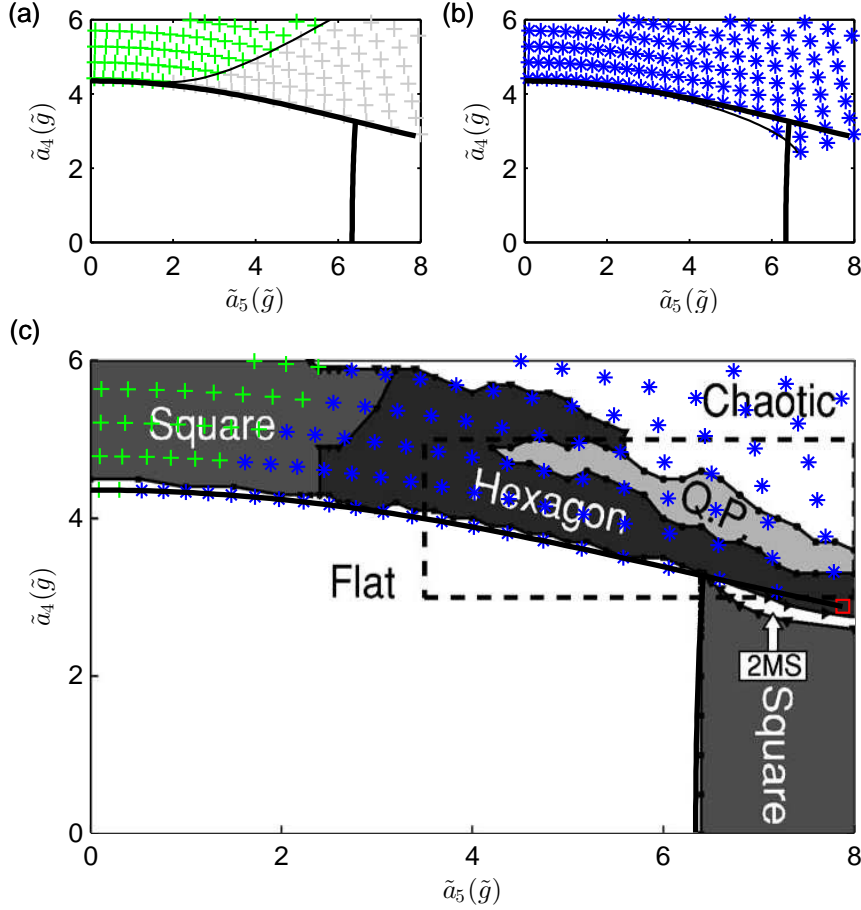 (a)
6
4
2
0
ã₄(g̃)
0 2 4 6 8
ã₅(g̃)
(b)
6
4
2
0
ã₄(g̃)
0 2 4 6 8
ã₅(g̃)
(c)
6
4
2
0
ã₄(g̃)
Square
Chaotic
Hexagon
Q.P.
Flat
2MS
Square
0 2 4 6 8
ã₅(g̃)